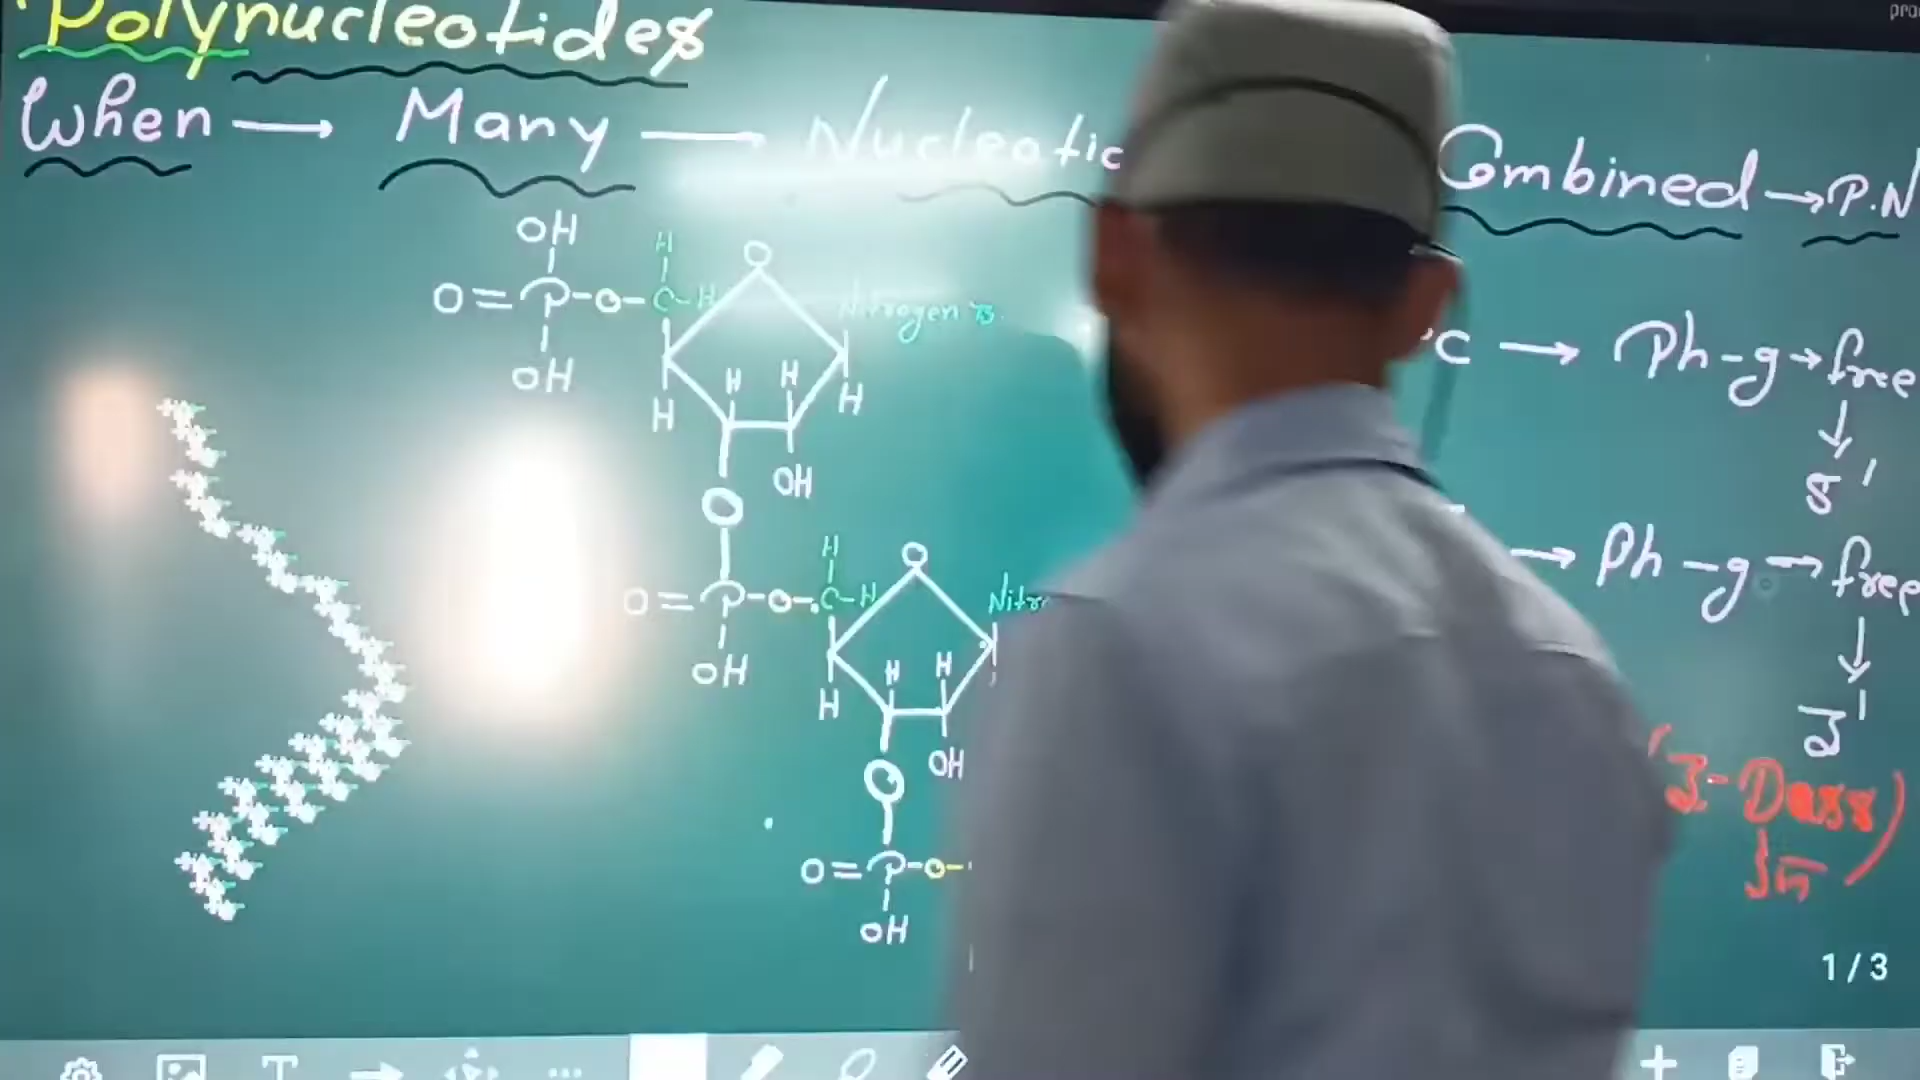 Polynucleotides
When → Many → Nucleotic Combined → P.N
OH
O=P-O-C-H O Nitrogen B.
H
OH
H H H H
OH
'C → Ph-g → free
↓
5'
O
O=P-O-C-H O Nitro
H
OH
H H H
OH
→ Ph-g → free
↓
3'
O
O=P-O-
OH
1/3